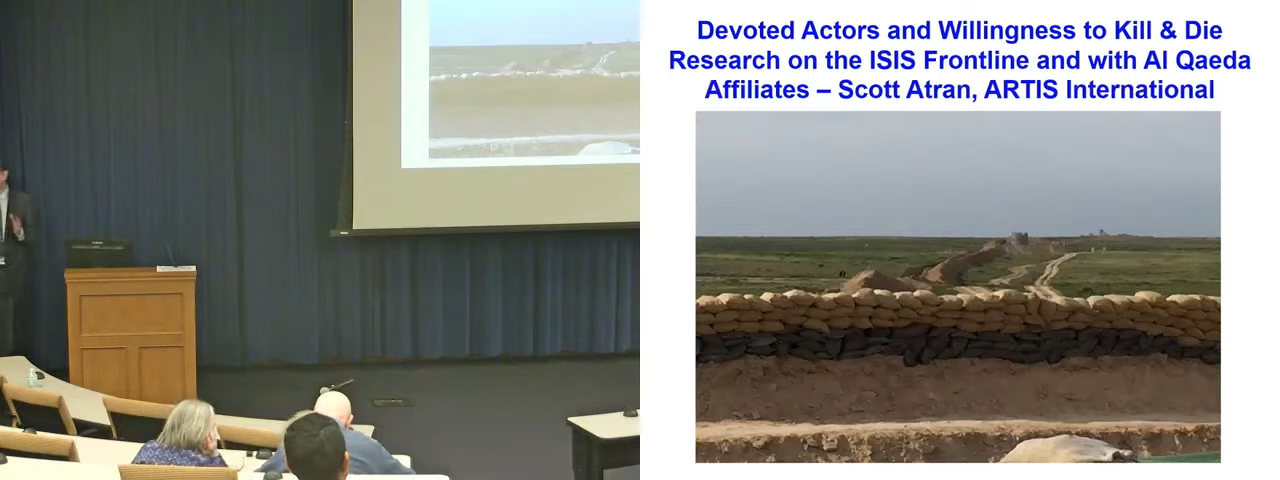 Devoted Actors and Willingness to Kill & Die
Research on the ISIS Frontline and with Al Qaeda
Affiliates – Scott Atran, ARTIS International